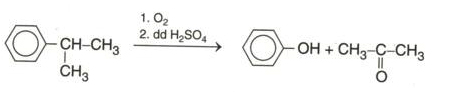 1. O₂
2. dd H₂SO₄
CH-CH₃
CH₃
OH + CH₃-C-CH₃
O